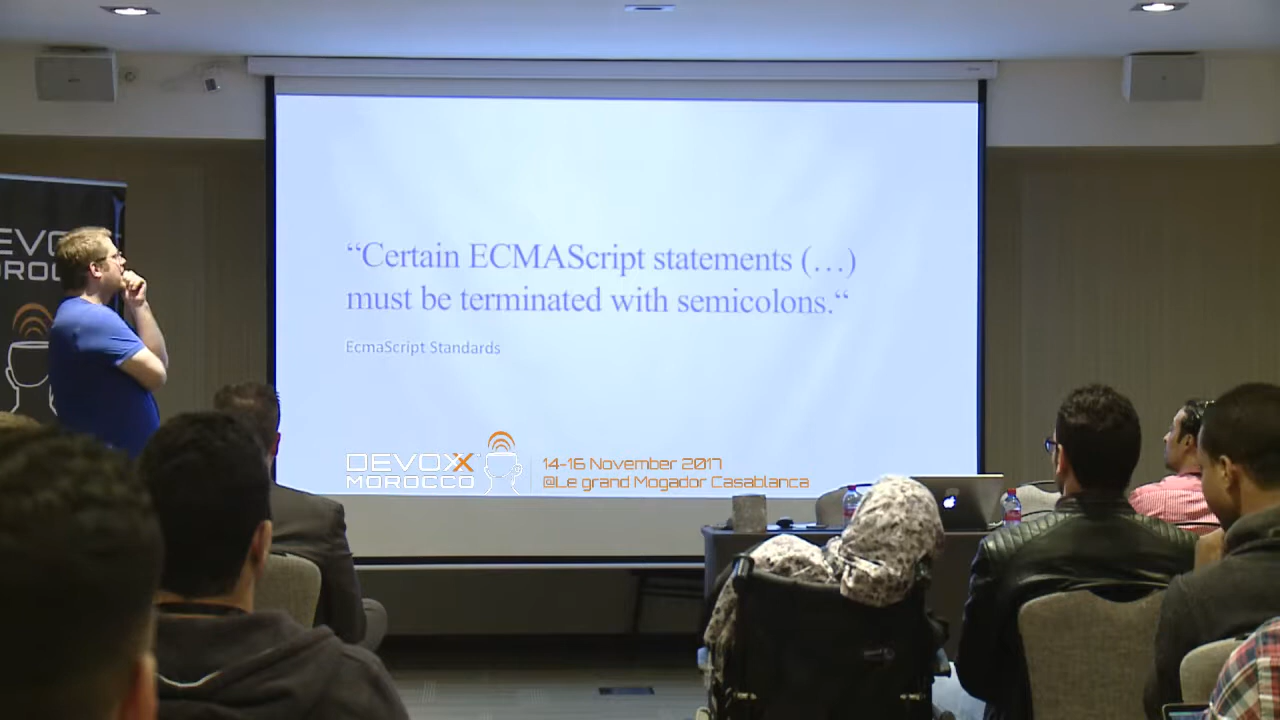 “Certain ECMAScript statements (…)
must be terminated with semicolons.“
EcmaScript Standards
DEVOXX
MOROCCO
14-16 November 2017
@Le grand Mogador Casablanca